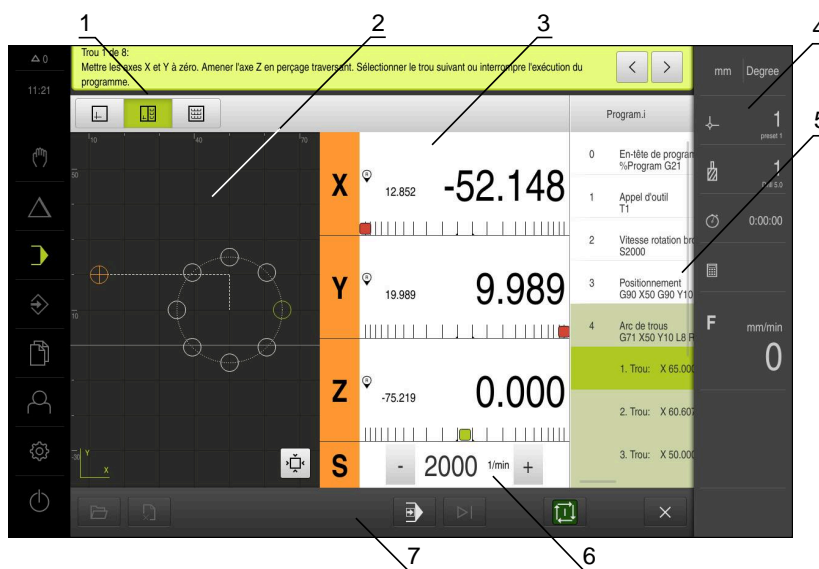 1
2
3
4
5
6
7
0
11:21
Trou 1 de 8:
Mettre les axes X et Y à zéro. Amener l'axe Z en perçage traversant. Sélectionner le trou suivant ou interrompre l'exécution du
programme.
mm Degree
1
preset 1
1
0:00:00
F mm/min
0
10 40 70
50
10
-30
Y
X
X R 12.852 -52.148
Y R 19.989 9.989
Z R -75.219 0.000
S - 2000 1/min +
Program.i
0 En-tête de program
%Program G21
1 Appel d'outil
T1
2 Vitesse rotation bro
S2000
3 Positionnement
G90 X50 G90 Y10
4 Arc de trous
G71 X50 Y10 L8 R
1. Trou: X 65.000
2. Trou: X 60.607
3. Trou: X 50.000